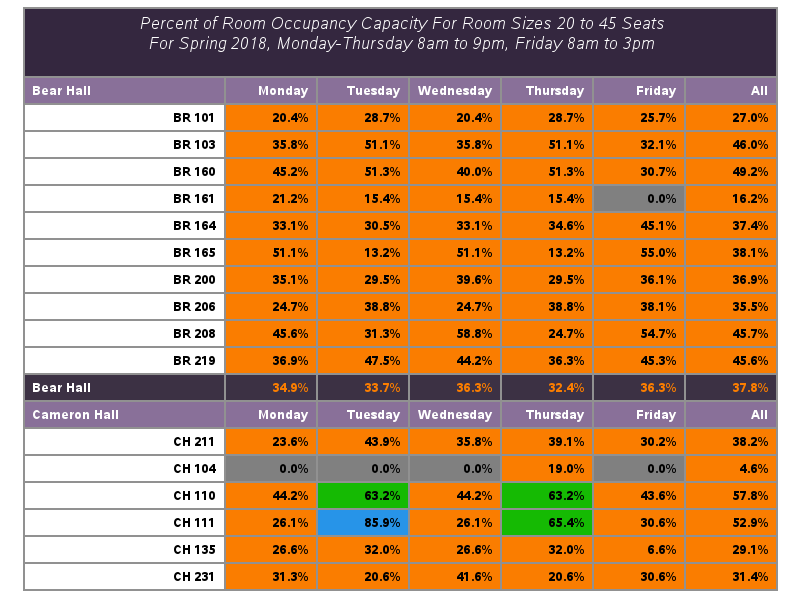 Percent of Room Occupancy Capacity For Room Sizes 20 to 45 Seats
For Spring 2018, Monday-Thursday 8am to 9pm, Friday 8am to 3pm
Bear Hall Monday Tuesday Wednesday Thursday Friday All
BR 101 20.4% 28.7% 20.4% 28.7% 25.7% 27.0%
BR 103 35.8% 51.1% 35.8% 51.1% 32.1% 46.0%
BR 160 45.2% 51.3% 40.0% 51.3% 30.7% 49.2%
BR 161 21.2% 15.4% 15.4% 15.4% 0.0% 16.2%
BR 164 33.1% 30.5% 33.1% 34.6% 45.1% 37.4%
BR 165 51.1% 13.2% 51.1% 13.2% 55.0% 38.1%
BR 200 35.1% 29.5% 39.6% 29.5% 36.1% 36.9%
BR 206 24.7% 38.8% 24.7% 38.8% 38.1% 35.5%
BR 208 45.6% 31.3% 58.8% 24.7% 54.7% 45.7%
BR 219 36.9% 47.5% 44.2% 36.3% 45.3% 45.6%
Bear Hall 34.9% 33.7% 36.3% 32.4% 36.3% 37.8%
Cameron Hall Monday Tuesday Wednesday Thursday Friday All
CH 211 23.6% 43.9% 35.8% 39.1% 30.2% 38.2%
CH 104 0.0% 0.0% 0.0% 19.0% 0.0% 4.6%
CH 110 44.2% 63.2% 44.2% 63.2% 43.6% 57.8%
CH 111 26.1% 85.9% 26.1% 65.4% 30.6% 52.9%
CH 135 26.6% 32.0% 26.6% 32.0% 6.6% 29.1%
CH 231 31.3% 20.6% 41.6% 20.6% 30.6% 31.4%